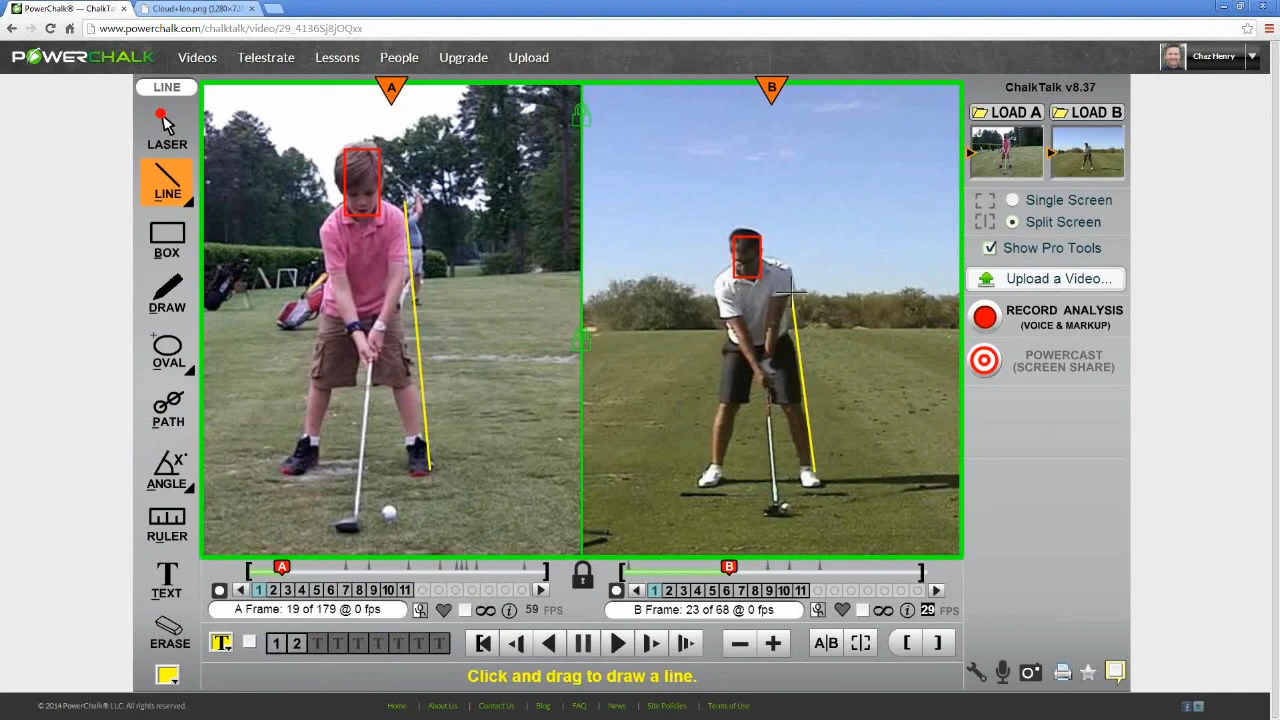 PowerChalk® — ChalkTa
Cloud+Ion.png (1280×720
www.powerchalk.com/chalktalk/video/29_4136Sj8jOQxx
POWERCHALK
Videos
Telestrate
Lessons
People
Upgrade
Upload
Chaz Henry
LINE
LASER
LINE
BOX
DRAW
OVAL
PATH
X°
ANGLE
RULER
T
TEXT
ERASE
A
B
ChalkTalk v8.37
LOAD A
LOAD B
Single Screen
Split Screen
Show Pro Tools
Upload a Video...
RECORD ANALYSIS
(VOICE & MARKUP)
POWERCAST
(SCREEN SHARE)
A
B
1 2 3 4 5 6 7 8 9 10 11
1 2 3 4 5 6 7 8 9 10 11
A Frame: 19 of 179 @ 0 fps
59 FPS
B Frame: 23 of 68 @ 0 fps
29 FPS
T
1 2 T T T T T T T
A|B
[ ]
Click and drag to draw a line.
© 2014 PowerChalk® LLC. All rights reserved.
Home
About Us
Contact Us
Blog
FAQ
News
Site Policies
Terms of Use